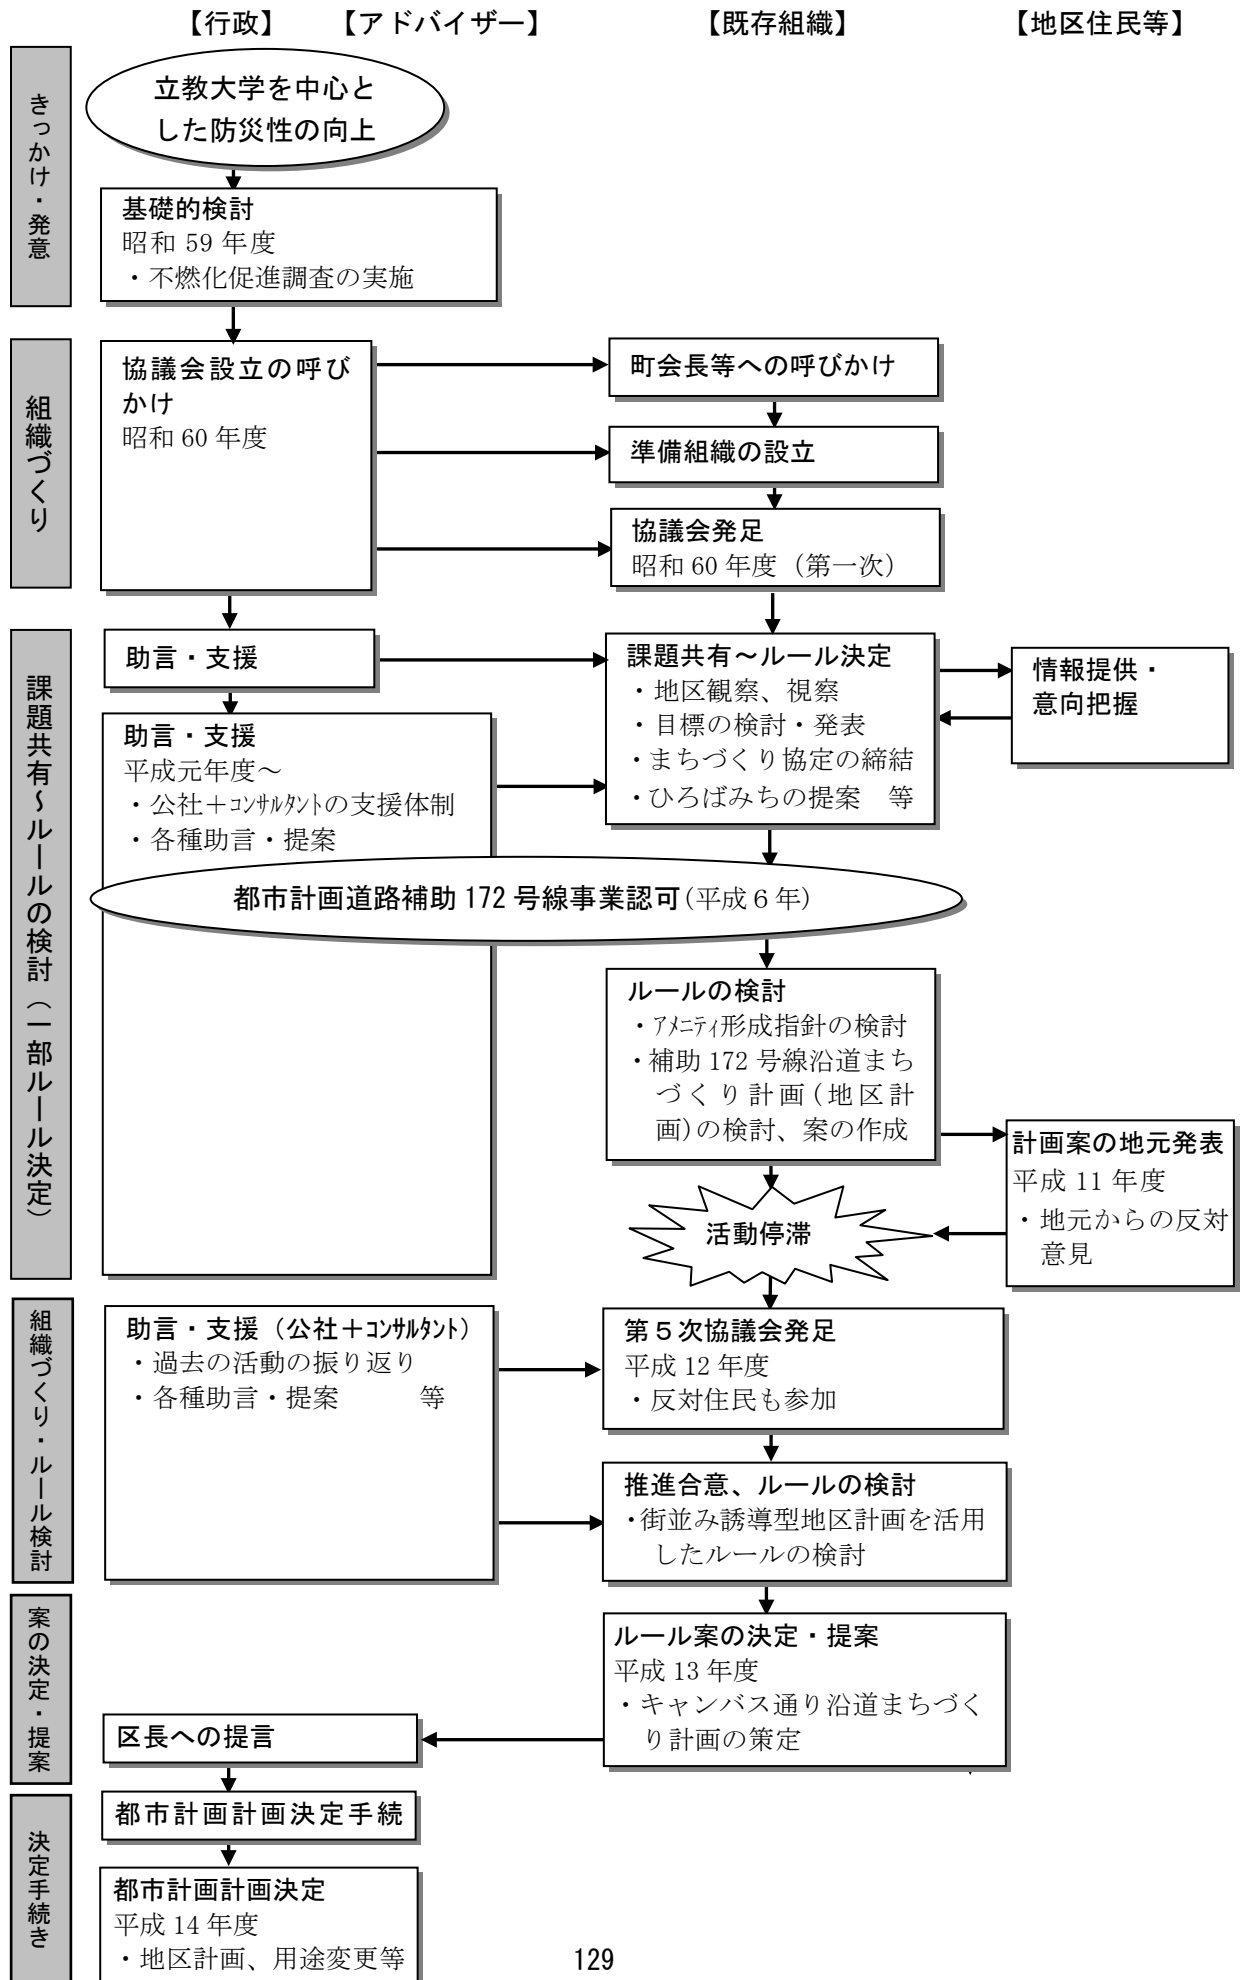 【行政】 【アドバイザー】 【既存組織】 【地区住民等】
きっかけ・発意
立教大学を中心と
した防災性の向上
基礎的検討
昭和 59 年度
・不燃化促進調査の実施
組織づくり
協議会設立の呼び
かけ
昭和 60 年度
町会長等への呼びかけ
準備組織の設立
協議会発足
昭和 60 年度（第一次）
課題共有～ルールの検討（一部ルール決定）
助言・支援
課題共有～ルール決定
・地区観察、視察
・目標の検討・発表
・まちづくり協定の締結
・ひろばみちの提案　等
情報提供・
意向把握
助言・支援
平成元年度～
・公社＋ｺﾝｻﾙﾀﾝﾄの支援体制
・各種助言・提案
都市計画道路補助 172 号線事業認可(平成６年)
ルールの検討
・ｱﾒﾆﾃｨ形成指針の検討
・補助 172 号線沿道まち
づくり計画(地区計
画)の検討、案の作成
計画案の地元発表
平成 11 年度
・地元からの反対
意見
活動停滞
組織づくり・ルール検討
助言・支援（公社＋ｺﾝｻﾙﾀﾝﾄ）
・過去の活動の振り返り
・各種助言・提案　　　等
第５次協議会発足
平成 12 年度
・反対住民も参加
推進合意、ルールの検討
・街並み誘導型地区計画を活用
したルールの検討
案の決定・提案
ルール案の決定・提案
平成 13 年度
・キャンバス通り沿道まちづく
り計画の策定
区長への提言
決定手続き
都市計画計画決定手続
都市計画計画決定
平成 14 年度
・地区計画、用途変更等
129